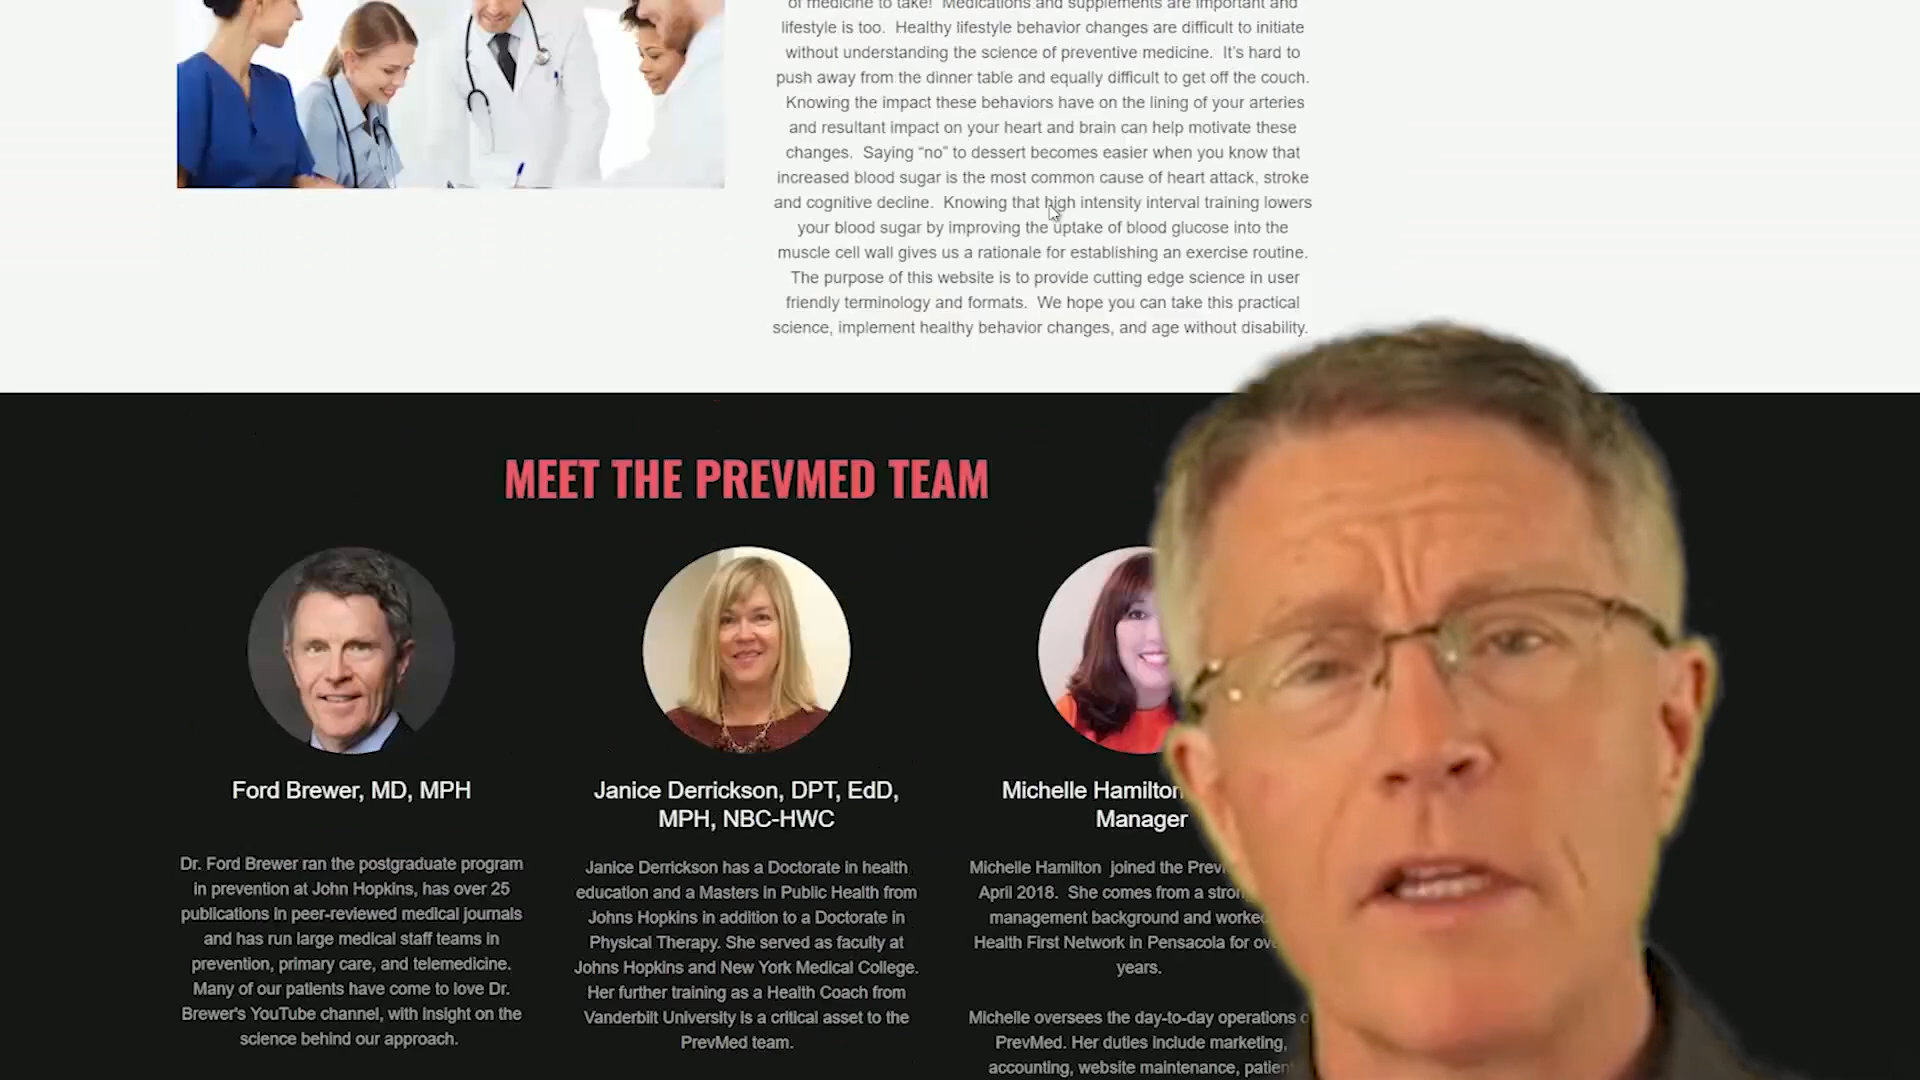 of medicine to take! Medications and supplements are important and
lifestyle is too. Healthy lifestyle behavior changes are difficult to initiate
without understanding the science of preventive medicine. It's hard to
push away from the dinner table and equally difficult to get off the couch.
Knowing the impact these behaviors have on the lining of your arteries
and resultant impact on your heart and brain can help motivate these
changes. Saying “no” to dessert becomes easier when you know that
increased blood sugar is the most common cause of heart attack, stroke
and cognitive decline. Knowing that high intensity interval training lowers
your blood sugar by improving the uptake of blood glucose into the
muscle cell wall gives us a rationale for establishing an exercise routine.
The purpose of this website is to provide cutting edge science in user
friendly terminology and formats. We hope you can take this practical
science, implement healthy behavior changes, and age without disability.
MEET THE PREVMED TEAM
Ford Brewer, MD, MPH
Dr. Ford Brewer ran the postgraduate program
in prevention at John Hopkins, has over 25
publications in peer-reviewed medical journals
and has run large medical staff teams in
prevention, primary care, and telemedicine.
Many of our patients have come to love Dr.
Brewer's YouTube channel, with insight on the
science behind our approach.
Janice Derrickson, DPT, EdD,
MPH, NBC-HWC
Janice Derrickson has a Doctorate in health
education and a Masters in Public Health from
Johns Hopkins in addition to a Doctorate in
Physical Therapy. She served as faculty at
Johns Hopkins and New York Medical College.
Her further training as a Health Coach from
Vanderbilt University is a critical asset to the
PrevMed team.
Michelle Hamilton
Manager
Michelle Hamilton joined the
April 2018. She comes from a
management background and worked
Health First Network in Pensacola for
years.
Michelle oversees the day-to-day operations
PrevMed. Her duties include marketing,
accounting, website maintenance,